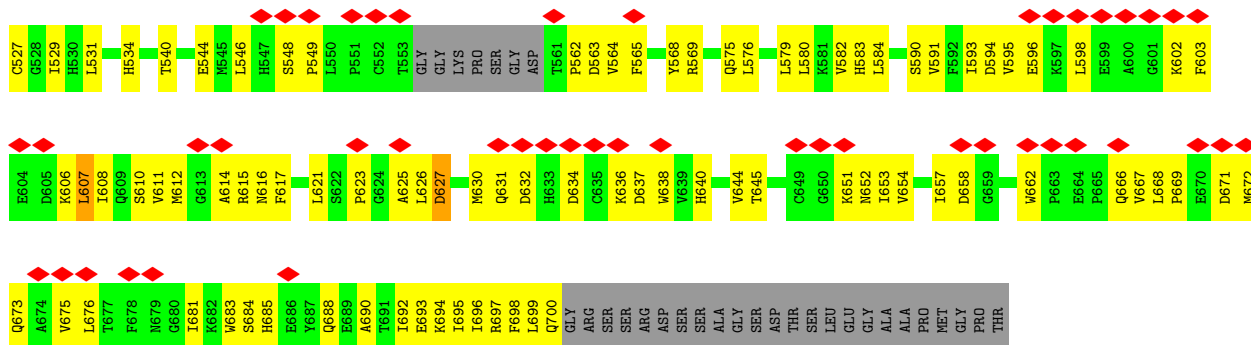 C527 G528 I529 H530 L531 H534 T540 E544 M545 L546 H547 S548 P549 L550 P551 C552 T553 GLY GLY LYS PRO SER GLY ASP T561 P562 D563 V564 F565 Y568 R569 Q575 L576 L579 L580 K581 V582 H583 L584 S590 V591 F592 I593 D594 V595 E596 K597 L598 E599 A600 G601 K602 F603
E604 D605 K606 L607 I608 Q609 S610 V611 M612 G613 A614 R615 N616 F617 L621 S622 P623 G624 A625 L626 D627 M630 Q631 D632 H633 D634 C635 K636 D637 W638 V639 H640 V644 T645 C649 G650 K651 N652 I653 V654 I657 D658 G659 W662 P663 E664 P665 Q666 V667 L668 P669 E670 D671 M672
Q673 A674 V675 L676 T677 F678 N679 G680 I681 K682 W683 S684 H685 E686 Y687 Q688 E689 A690 T691 I692 E693 K694 I695 I696 R697 F698 L699 Q700 GLY ARG SER SER ARG ASP SER SER ALA GLY SER ASP THR SER LEU GLU GLY ALA ALA PRO MET GLY PRO THR